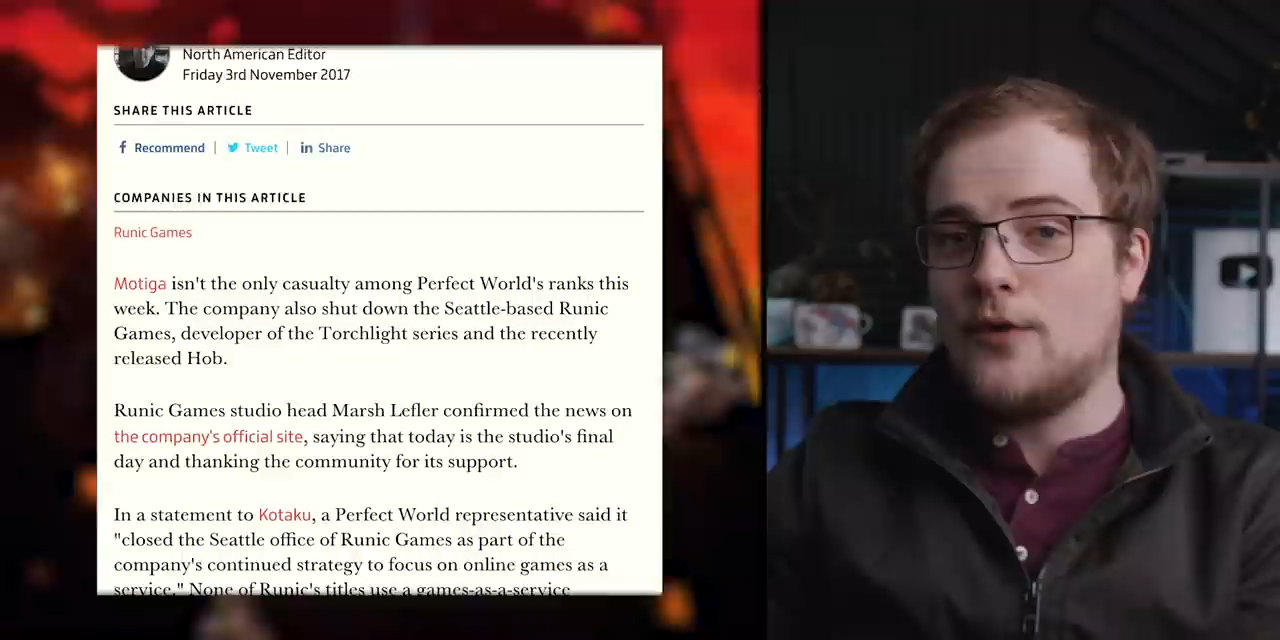 North American Editor
Friday 3rd November 2017
SHARE THIS ARTICLE
Recommend | Tweet | Share
COMPANIES IN THIS ARTICLE
Runic Games
Motiga isn't the only casualty among Perfect World's ranks this
week. The company also shut down the Seattle-based Runic
Games, developer of the Torchlight series and the recently
released Hob.
Runic Games studio head Marsh Lefler confirmed the news on
the company's official site, saying that today is the studio's final
day and thanking the community for its support.
In a statement to Kotaku, a Perfect World representative said it
"closed the Seattle office of Runic Games as part of the
company's continued strategy to focus on online games as a
service." None of Runic's titles use a games-as-a-service